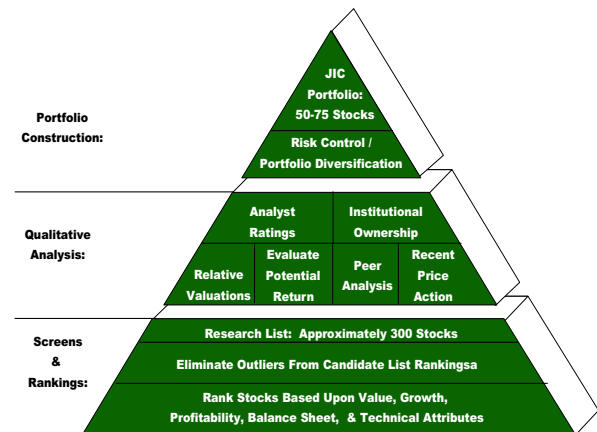 JIC
Portfolio:
50-75 Stocks
Portfolio
Construction:
Risk Control /
Portfolio Diversification
Qualitative
Analysis:
Analyst
Ratings
Institutional
Ownership
Relative
Valuations
Evaluate
Potential
Return
Peer
Analysis
Recent
Price
Action
Screens
&
Rankings:
Research List:  Approximately 300 Stocks
Eliminate Outliers From Candidate List Rankingsa
Rank Stocks Based Upon Value, Growth,
Profitability, Balance Sheet,  & Technical Attributes